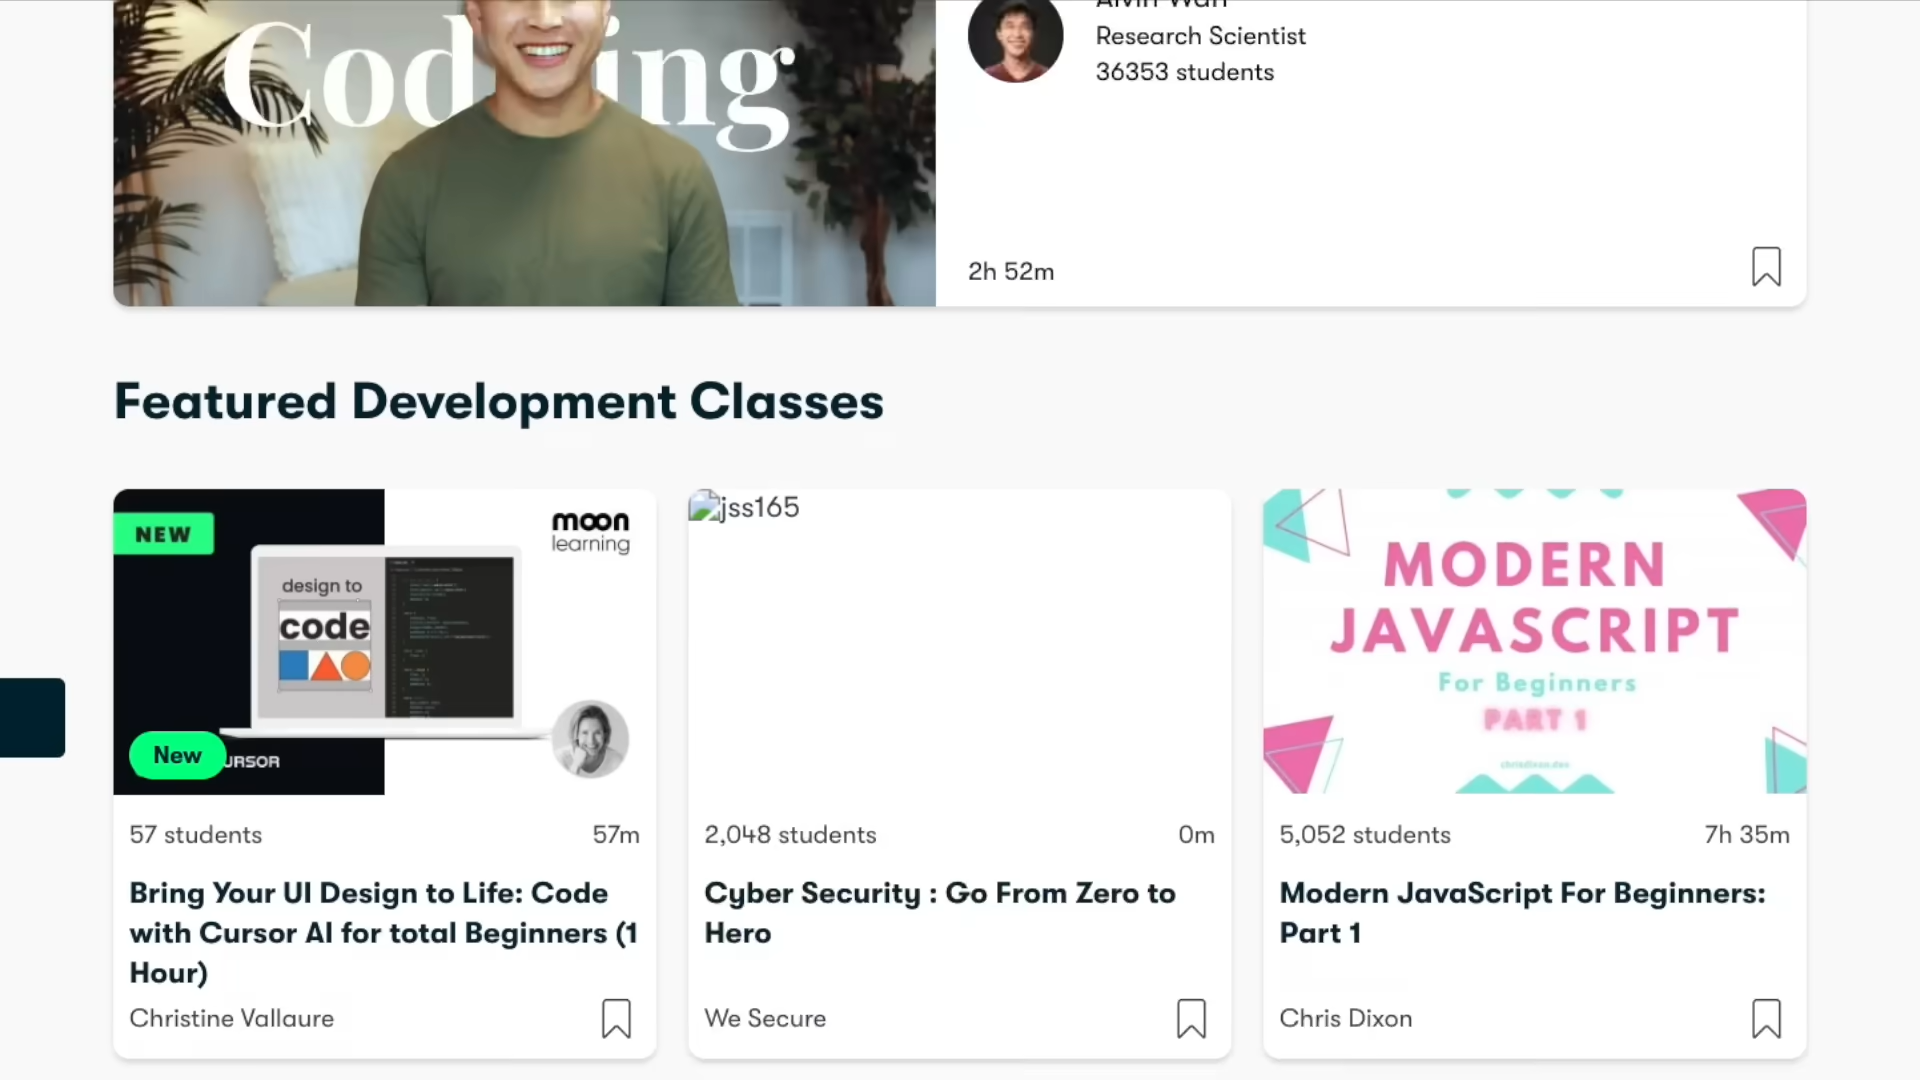 Research Scientist
36353 students
2h 52m
Featured Development Classes
NEW
moon
learning
design to
code
New
57 students
57m
Bring Your UI Design to Life: Code
with Cursor AI for total Beginners (1
Hour)
Christine Vallaure
jss165
2,048 students
0m
Cyber Security : Go From Zero to
Hero
We Secure
MODERN
JAVASCRIPT
For Beginners
PART 1
chrisdixon.dev
5,052 students
7h 35m
Modern JavaScript For Beginners:
Part 1
Chris Dixon